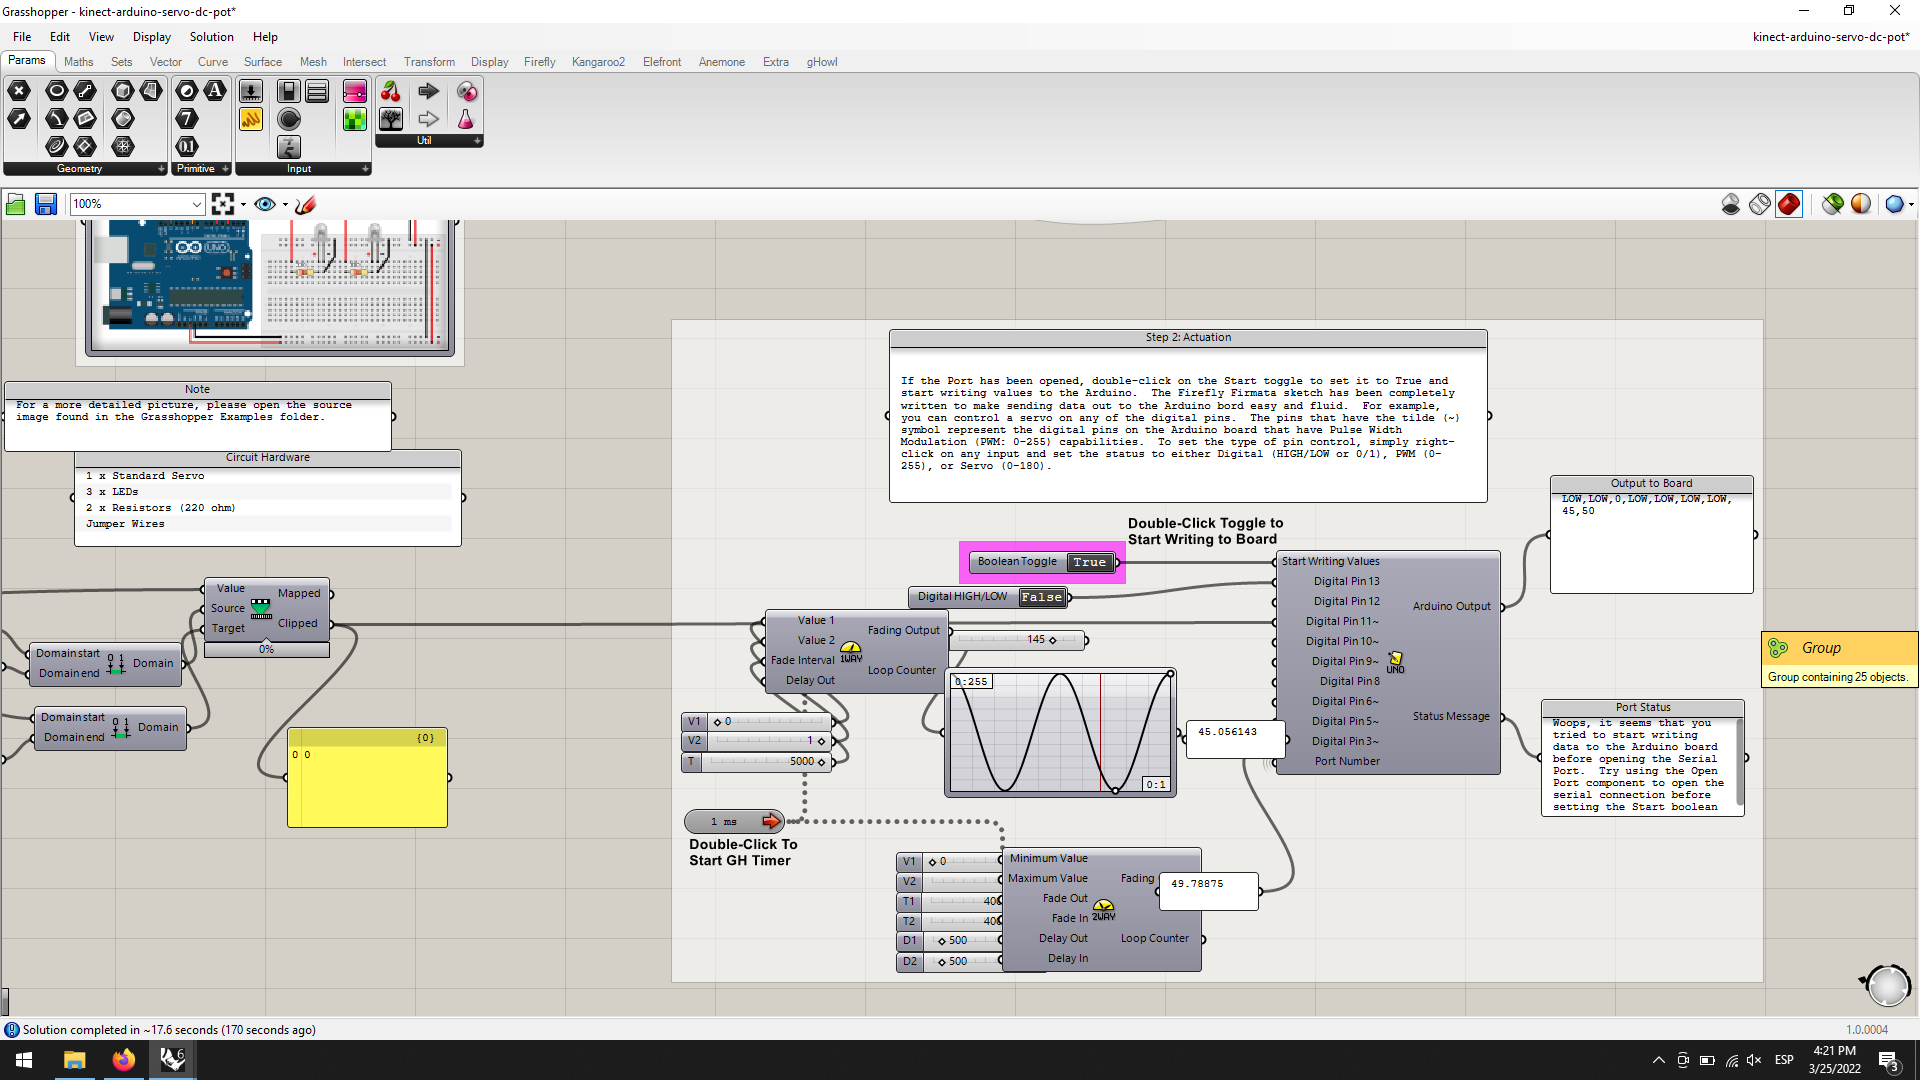 Grasshopper - kinect-arduino-servo-dc-pot*
File Edit View Display Solution Help
kinect-arduino-servo-dc-pot*
Params Maths Sets Vector Curve Surface Mesh Intersect Transform Display Firefly Kangaroo2 Elefront Anemone Extra gHowl
Geometry Primitive Input Util
100%
Step 2: Actuation
If the Port has been opened, double-click on the Start toggle to set it to True and
start writing values to the Arduino. The Firefly Firmata sketch has been completely
written to make sending data out to the Arduino bord easy and fluid. For example,
you can control a servo on any of the digital pins. The pins that have the tilde (~)
symbol represent the digital pins on the Arduino board that have Pulse Width
Modulation (PWM: 0-255) capabilities. To set the type of pin control, simply right-
click on any input and set the status to either Digital (HIGH/LOW or 0/1), PWM (0-
255), or Servo (0-180).
Note
For a more detailed picture, please open the source
image found in the Grasshopper Examples folder.
Circuit Hardware
1 x Standard Servo
3 x LEDs
2 x Resistors (220 ohm)
Jumper Wires
Output to Board
LOW,LOW,0,LOW,LOW,LOW,LOW,
45,50
Double-Click Toggle to
Start Writing to Board
Boolean Toggle True
Digital HIGH/LOW False
Start Writing Values
Digital Pin 13
Digital Pin 12
Digital Pin 11~
Digital Pin 10~
Digital Pin 9~
Digital Pin 8
Digital Pin 6~
Digital Pin 5~
Digital Pin 3~
Port Number
UNO
Arduino Output
Status Message
Value
Source
Target
Mapped
Clipped
0%
Domain start
Domain end
0 1
Domain
Domain start
Domain end
0 1
Domain
{0}
0 0
Value 1
Value 2
Fade Interval
Delay Out
1WAY
Fading Output
Loop Counter
145
V1 0
V2 1
T 5000
0:255
0:1
45.056143
1 ms
Double-Click To
Start GH Timer
V1 0
V2
T1 400
T2 400
D1 500
D2 500
Minimum Value
Maximum Value
Fade Out
Fade In
Delay Out
Delay In
2WAY
Fading
Loop Counter
49.78875
Group
Group containing 25 objects.
Port Status
Woops, it seems that you
tried to start writing
data to the Arduino board
before opening the Serial
Port. Try using the Open
Port component to open the
serial connection before
setting the Start boolean
Solution completed in ~17.6 seconds (170 seconds ago)
1.0.0004
ESP
4:21 PM
3/25/2022
3